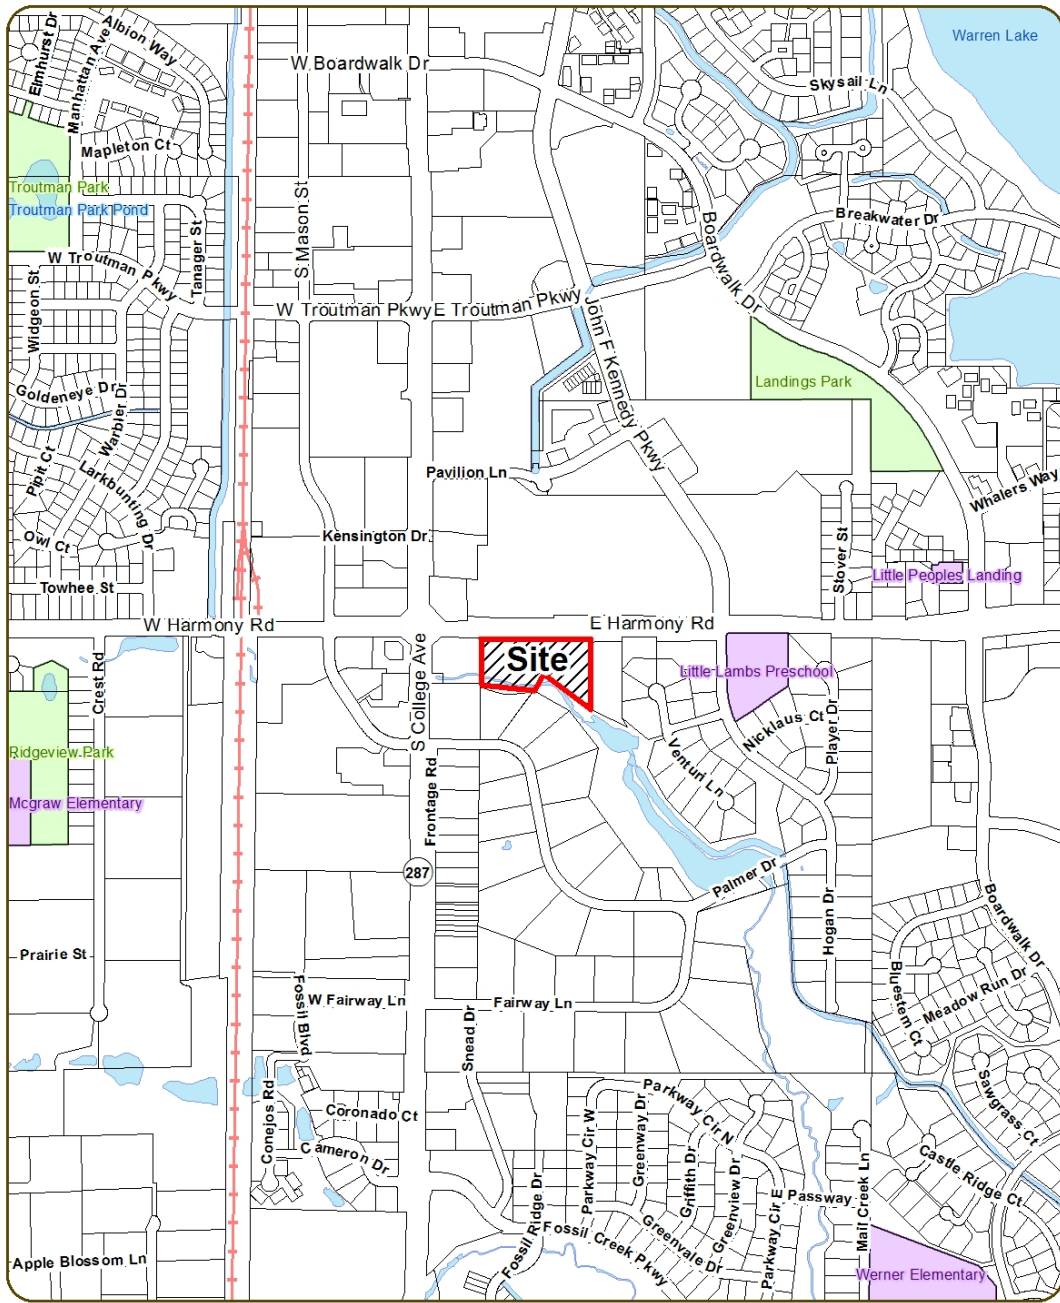 Elmhurst Dr
Manhattan Ave
Albion Way
W Boardwalk Dr
Warren Lake
Skysail Ln
Mapleton Ct
Troutman Park
Troutman Park Pond
Tanager St
S Mason St
Boardwalk Dr
Breakwater Dr
W Troutman Pkwy
Widgeon St
W Troutman Pkwy
E Troutman Pkwy
John F Kennedy Pkwy
Landings Park
Goldeneye Dr
Warbler Dr
Pipit Ct
Larkbunting Dr
Pavilion Ln
Whalers Way
Owl Ct
Kensington Dr
Stover St
Towhee St
Little Peoples Landing
W Harmony Rd
E Harmony Rd
Crest Rd
S College Ave
Site
Little Lambs Preschool
Nicklaus Ct
Player Dr
Ridgeview Park
Venturi Ln
Mcgraw Elementary
Frontage Rd
287
Palmer Dr
Hogan Dr
Boardwalk Dr
Prairie St
Bluestem Ct
Meadow Run Dr
Fossil Blvd
W Fairway Ln
Fairway Ln
Snead Dr
Sawgrass Ct
Conejos Rd
Coronado Ct
Cameron Dr
Parkway Cir W
Greenway Dr
Parkway Cir N
Griffith Dr
Greenview Dr
Castle Ridge Ct
Passway
Parkway Cir E
Mail Creek Ln
Fossil Ridge Dr
Fossil Creek Pkwy
Greenvale Dr
Apple Blossom Ln
Werner Elementary